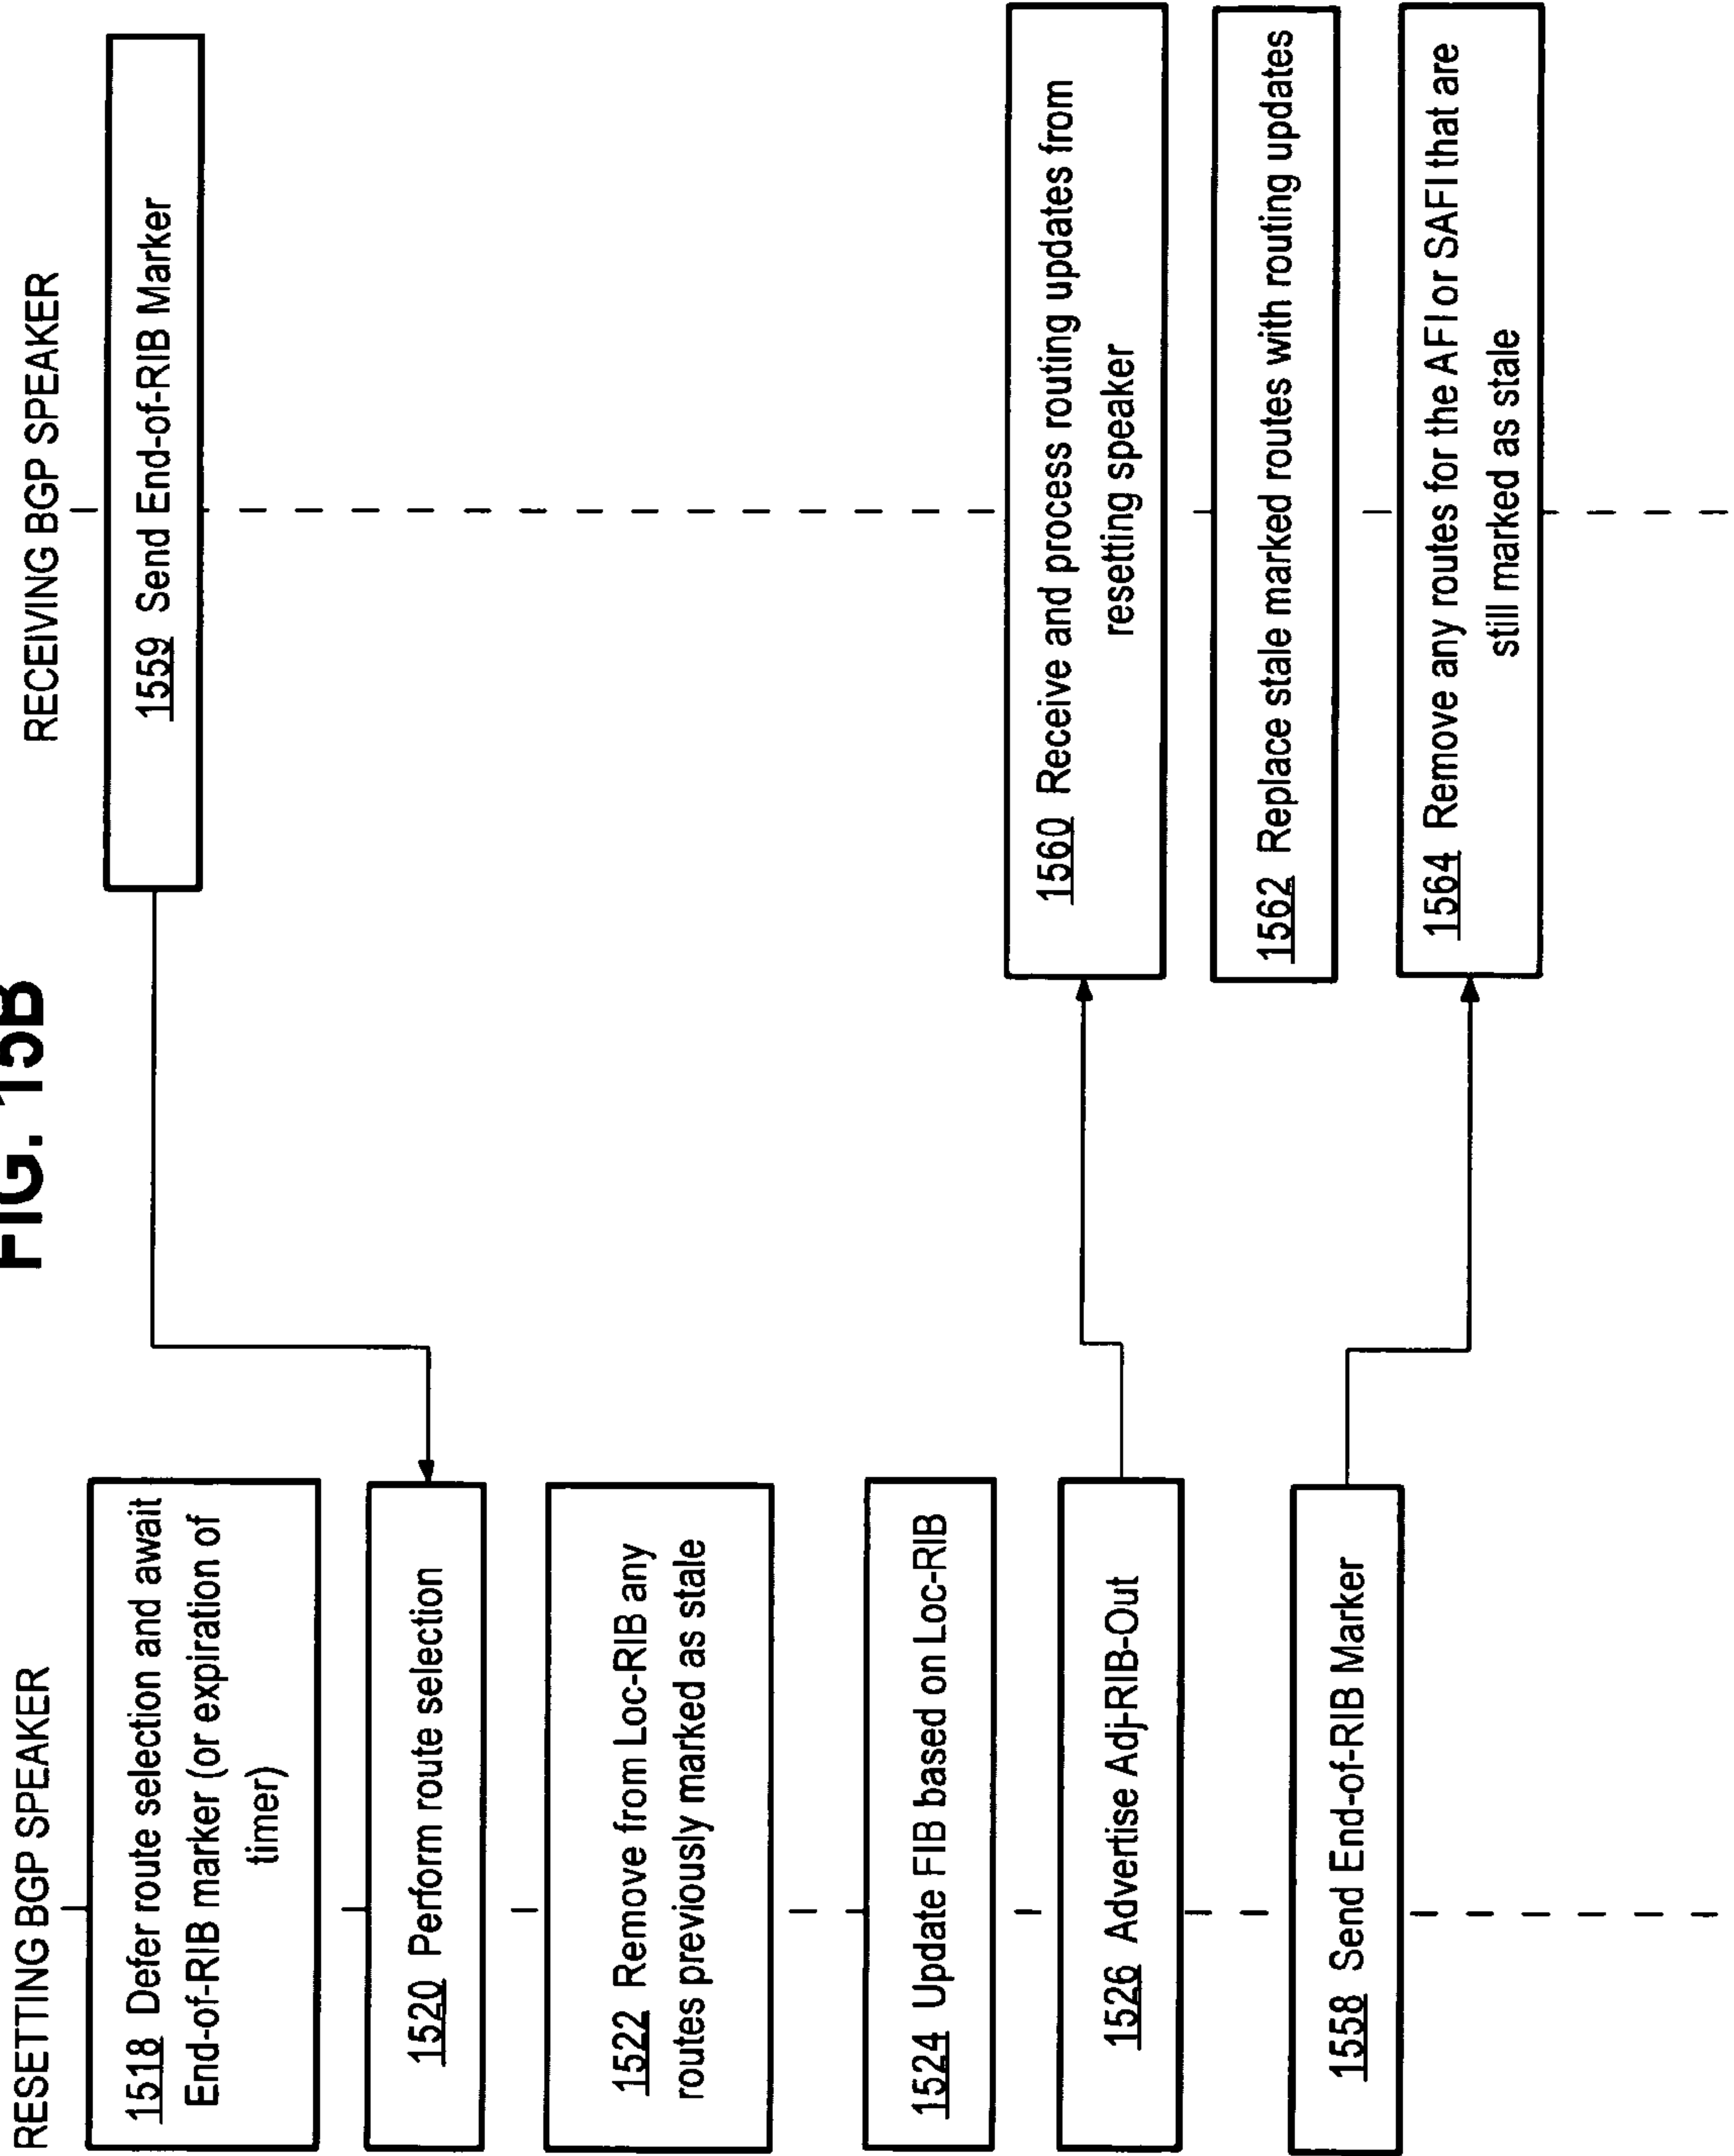 FIG. 15B
RESETTING BGP SPEAKER
RECEIVING BGP SPEAKER
1518 Defer route selection and await
End-of-RIB marker (or expiration of
timer)
1559 Send End-of-RIB Marker
1520 Perform route selection
1522 Remove from Loc-RIB any
routes previously marked as stale
1524 Update FIB based on Loc-RIB
1526 Advertise Adj-RIB-Out
1560 Receive and process routing updates from
resetting speaker
1562 Replace stale marked routes with routing updates
1558 Send End-of-RIB Marker
1564 Remove any routes for the AFI or SAFI that are
still marked as stale